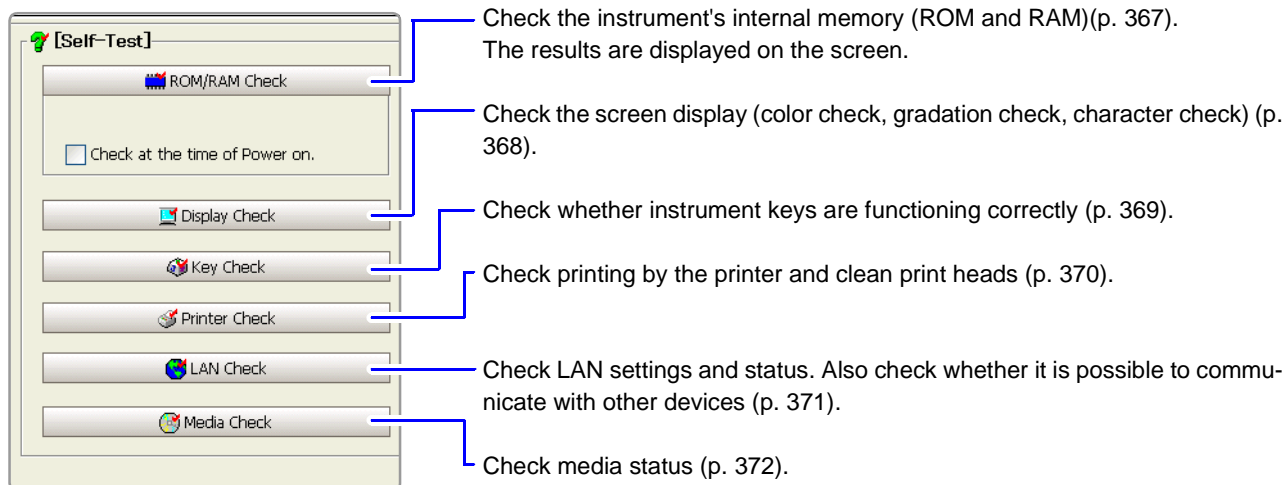 [Self-Test]
ROM/RAM Check
Check at the time of Power on.
Display Check
Key Check
Printer Check
LAN Check
Media Check
Check the instrument's internal memory (ROM and RAM)(p. 367).
The results are displayed on the screen.
Check the screen display (color check, gradation check, character check) (p.
368).
Check whether instrument keys are functioning correctly (p. 369).
Check printing by the printer and clean print heads (p. 370).
Check LAN settings and status. Also check whether it is possible to commu-
nicate with other devices (p. 371).
Check media status (p. 372).